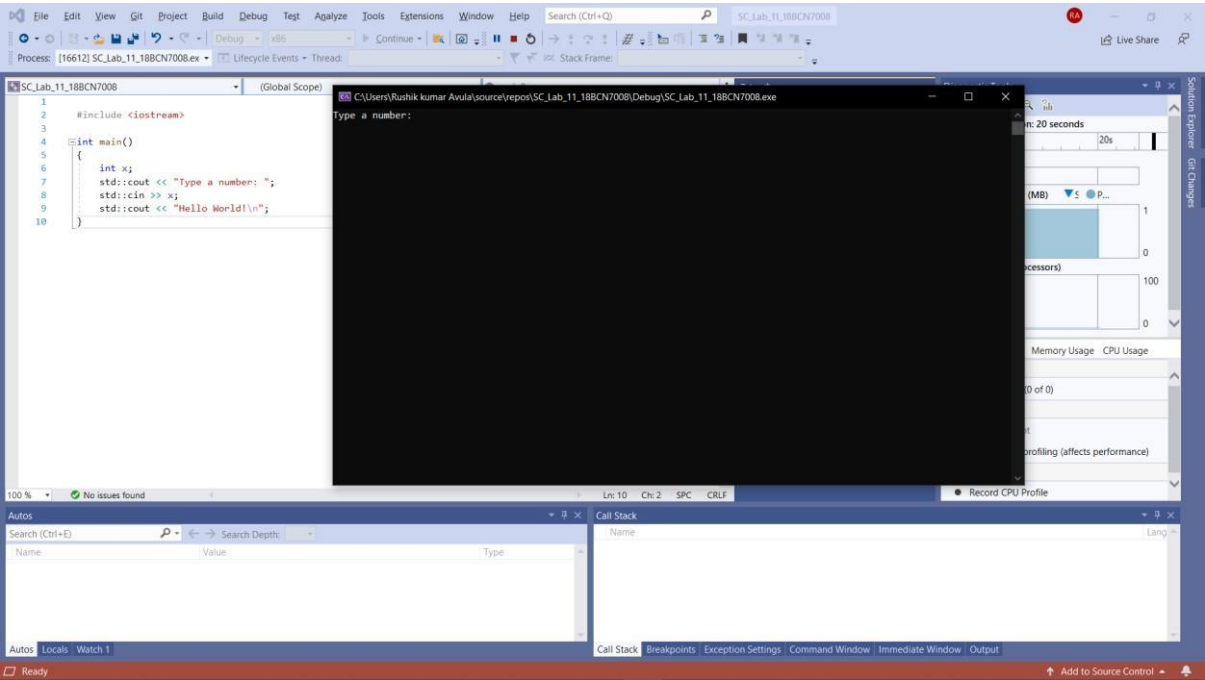 File Edit View Git Project Build Debug Test Analyze Tools Extensions Window Help Search (Ctrl+Q) SC_Lab_11_18BCN7008 RA
Debug x86 Continue Live Share
Process: [16612] SC_Lab_11_18BCN7008.ex Lifecycle Events Thread: Stack Frame:
SC_Lab_11_18BCN7008 (Global Scope)
C:\Users\Rushik kumar Avula\source\repos\SC_Lab_11_18BCN7008\Debug\SC_Lab_11_18BCN7008.exe
Type a number:
1
2 #include <iostream>
3
4 int main()
5 {
6 int x;
7 std::cout << "Type a number: ";
8 std::cin >> x;
9 std::cout << "Hello World!\n";
10 }
n: 20 seconds
20s
(MB) P...
1
0
ocessors)
100
0
Memory Usage CPU Usage
(0 of 0)
profiling (affects performance)
Record CPU Profile
Solution Explorer
Git Changes
100 % No issues found Ln: 10 Ch: 2 SPC CRLF
Autos
Search (Ctrl+E) Search Depth:
Name Value Type
Autos Locals Watch 1
Call Stack
Name Lang
Call Stack Breakpoints Exception Settings Command Window Immediate Window Output
Ready Add to Source Control